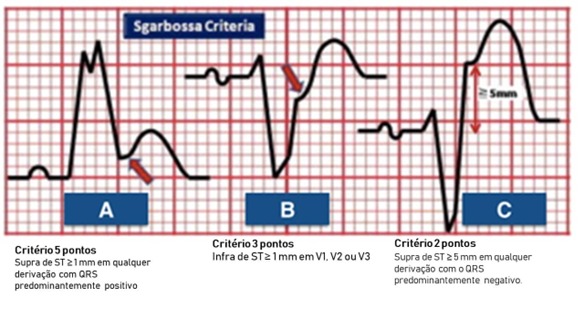 Sgarbossa Criteria
≧ 5mm
A
B
C
Critério 5 pontos
Supra de ST ≥ 1 mm em qualquer
derivação com QRS
predominantemente positivo
Critério 3 pontos
Infra de ST ≥ 1 mm em V1, V2 ou V3
Critério 2 pontos
Supra de ST ≥ 5 mm em qualquer
derivação com o QRS
predominantemente negativo.